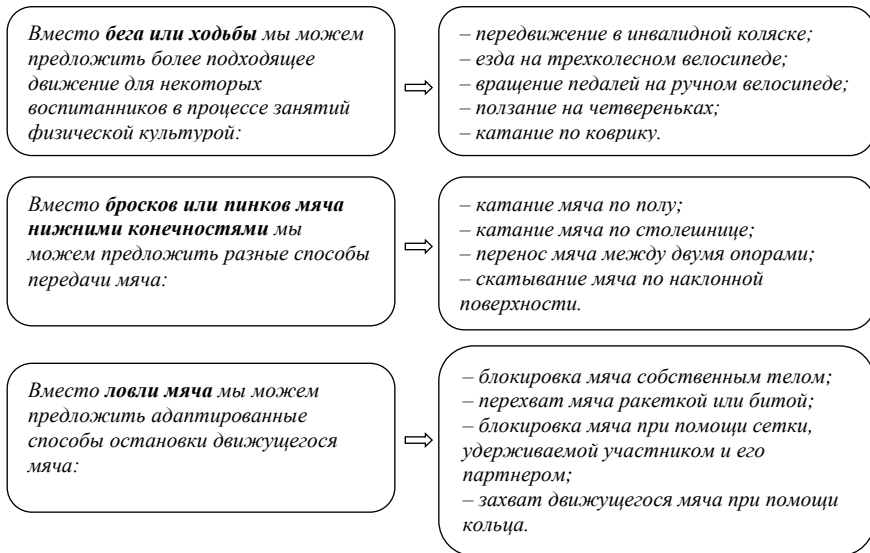 Вместо бега или ходьбы мы можем
предложить более подходящее
движение для некоторых
воспитанников в процессе занятий
физической культурой:
– передвижение в инвалидной коляске;
– езда на трехколесном велосипеде;
– вращение педалей на ручном велосипеде;
– ползание на четвереньках;
– катание по коврику.
Вместо бросков или пинков мяча
нижними конечностями мы
можем предложить разные способы
передачи мяча:
– катание мяча по полу;
– катание мяча по столешнице;
– перенос мяча между двумя опорами;
– скатывание мяча по наклонной
поверхности.
Вместо ловли мяча мы можем
предложить адаптированные
способы остановки движущегося
мяча:
– блокировка мяча собственным телом;
– перехват мяча ракеткой или битой;
– блокировка мяча при помощи сетки,
удерживаемой участником и его
партнером;
– захват движущегося мяча при помощи
кольца.